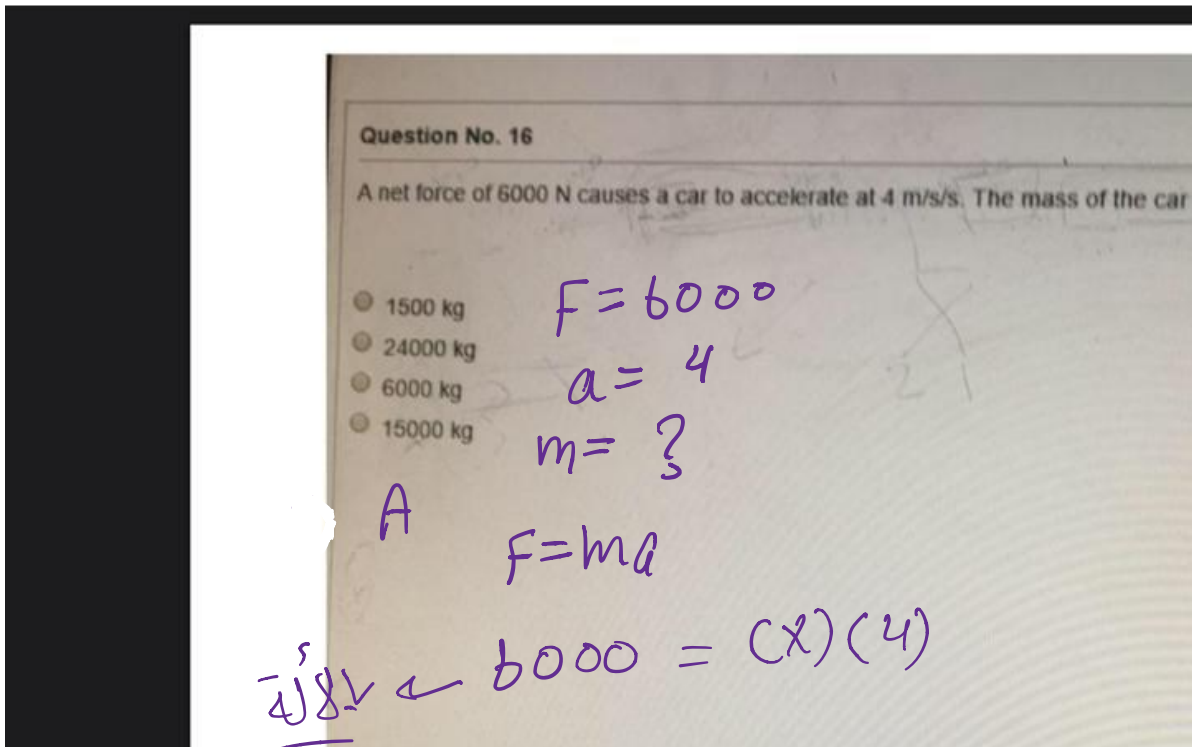 Question No. 16
A net force of 6000 N causes a car to accelerate at 4 m/s/s. The mass of the car
1500 kg
24000 kg
6000 kg
15000 kg
F = 6000
a = 4
m = ?
A
F = ma
6000 = (x)(4)